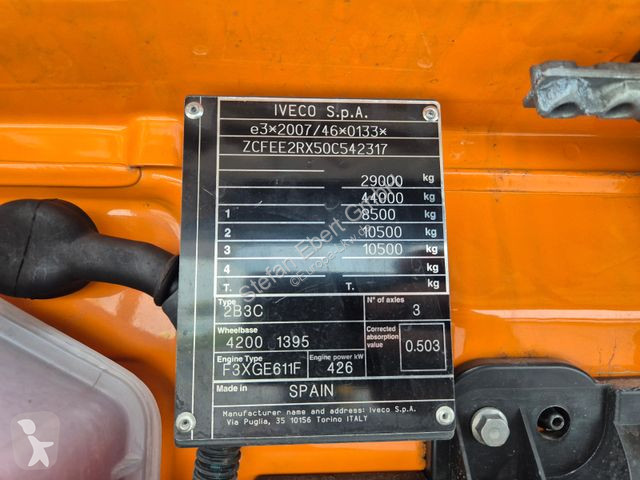 IVECO S.p.A.
e3*2007/46*0133*
ZCFEE2RX50C542317
29000 kg
44000 kg
1 8500 kg
2 10500 kg
3 10500 kg
4 kg
T. T. kg
Type N° of axles
2B3C 3
Wheelbase Corrected absorption value
4200 1395 0.503
Engine Type Engine power kW
F3XGE611F 426
Made in SPAIN
Manufacturer name and address: Iveco S.p.A.
Via Puglia, 35 10156 Torino ITALY
Stefan Ebert GmbH